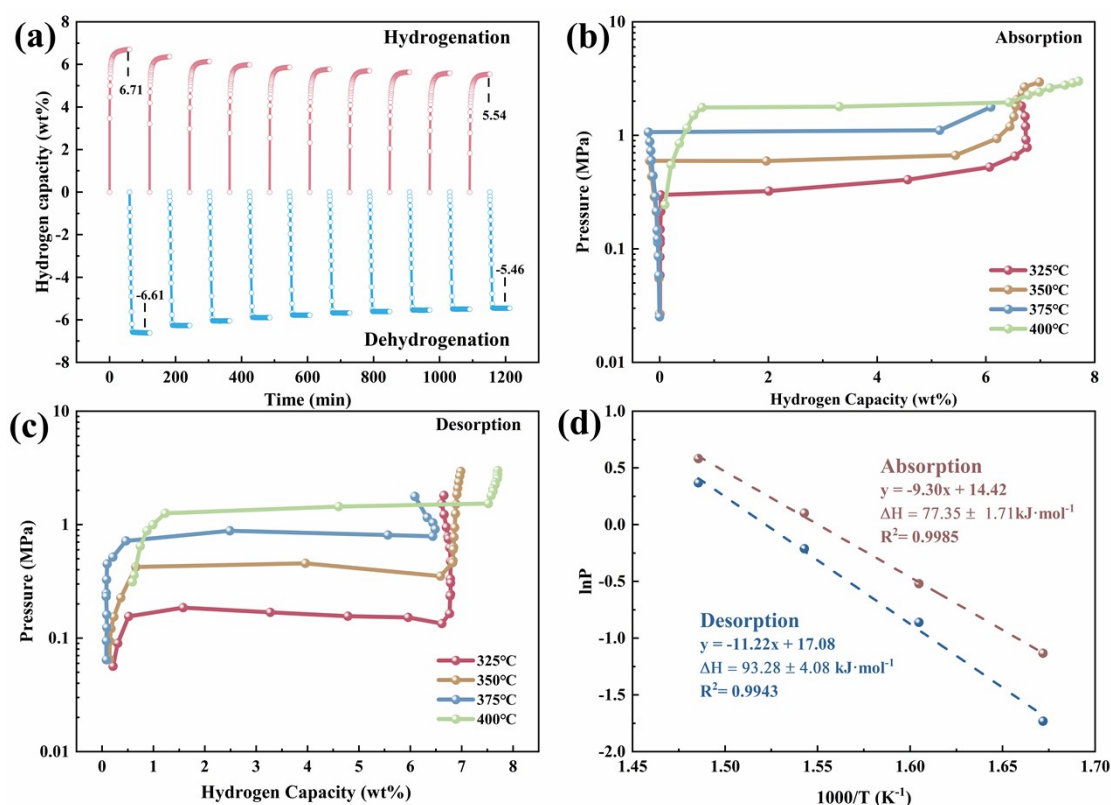 (a)
Hydrogenation
6.71
5.54
-6.61
-5.46
Dehydrogenation
8
6
4
2
0
-2
-4
-6
-8
0 200 400 600 800 1000 1200
Hydrogen capacity (wt%)
Time (min)
(b)
Absorption
10
1
0.1
0.01
0 2 4 6 8
Pressure (MPa)
Hydrogen Capacity (wt%)
325℃
350℃
375℃
400℃
(c)
Desorption
10
1
0.1
0.01
0 1 2 3 4 5 6 7 8
Pressure (MPa)
Hydrogen Capacity (wt%)
325℃
350℃
375℃
400℃
(d)
1.0
0.5
0.0
-0.5
-1.0
-1.5
-2.0
1.45 1.50 1.55 1.60 1.65 1.70
lnP
1000/T (K⁻¹)
Absorption
y = -9.30x + 14.42
ΔH = 77.35 ± 1.71kJ·mol⁻¹
R²= 0.9985
Desorption
y = -11.22x + 17.08
ΔH = 93.28 ± 4.08 kJ·mol⁻¹
R²= 0.9943